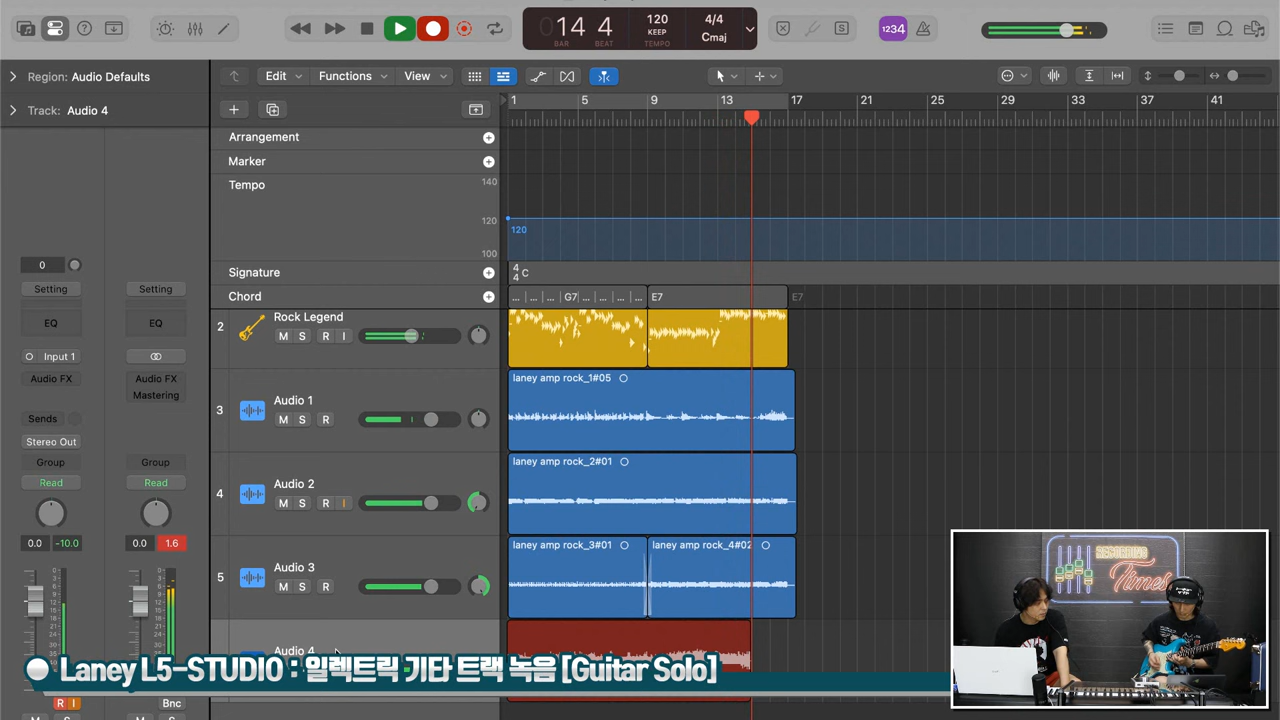 14 4
BAR BEAT
120
KEEP
TEMPO
4/4
Cmaj
1234
Region: Audio Defaults
Track: Audio 4
Edit
Functions
View
1 5 9 13 17 21 25 29 33 37 41
Arrangement
Marker
Tempo
140
120
100
120
Signature
4
4 C
Chord
... ... ... G7 ... ... ... ... E7 E7
0
Setting Setting
EQ EQ
Input 1
Audio FX Audio FX
Mastering
Sends
Stereo Out
Group Group
Read Read
0.0 -10.0 0.0 1.6
R I Bnc
2 Rock Legend
M S R I
3 Audio 1
M S R
laney amp rock_1#05
4 Audio 2
M S R I
laney amp rock_2#01
5 Audio 3
M S R
laney amp rock_3#01
laney amp rock_4#02
Audio 4
RECORDING
Times
Laney L5-STUDIO : 일렉트릭 기타 트랙 녹음 [Guitar Solo]